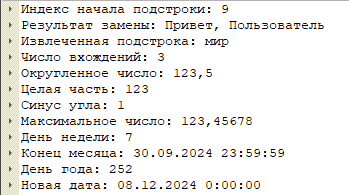 Индекс начала подстроки: 9
Результат замены: Привет, Пользователь
Извлеченная подстрока: мир
Число вхождений: 3
Округленное число: 123,5
Целая часть: 123
Синус угла: 1
Максимальное число: 123,45678
День недели: 7
Конец месяца: 30.09.2024 23:59:59
День года: 252
Новая дата: 08.12.2024 0:00:00